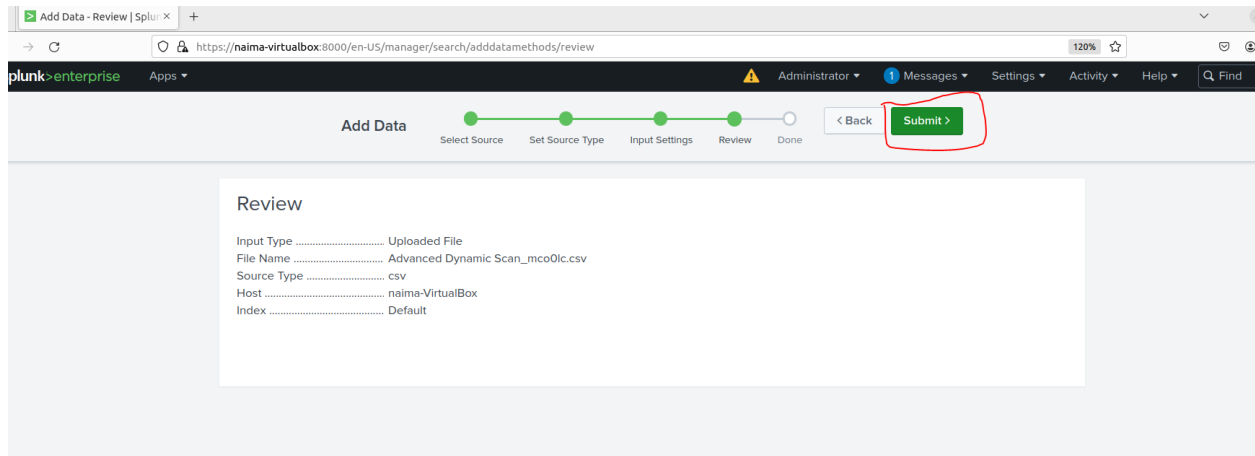 Add Data - Review | Splun
https://naima-virtualbox:8000/en-US/manager/search/adddatamethods/review 120%
plunk>enterprise Apps Administrator 1 Messages Settings Activity Help Find
Add Data
Select Source Set Source Type Input Settings Review Done
< Back Submit >
Review
Input Type ................................ Uploaded File
File Name ................................ Advanced Dynamic Scan_mco0lc.csv
Source Type ............................ csv
Host .......................................... naima-VirtualBox
Index ......................................... Default